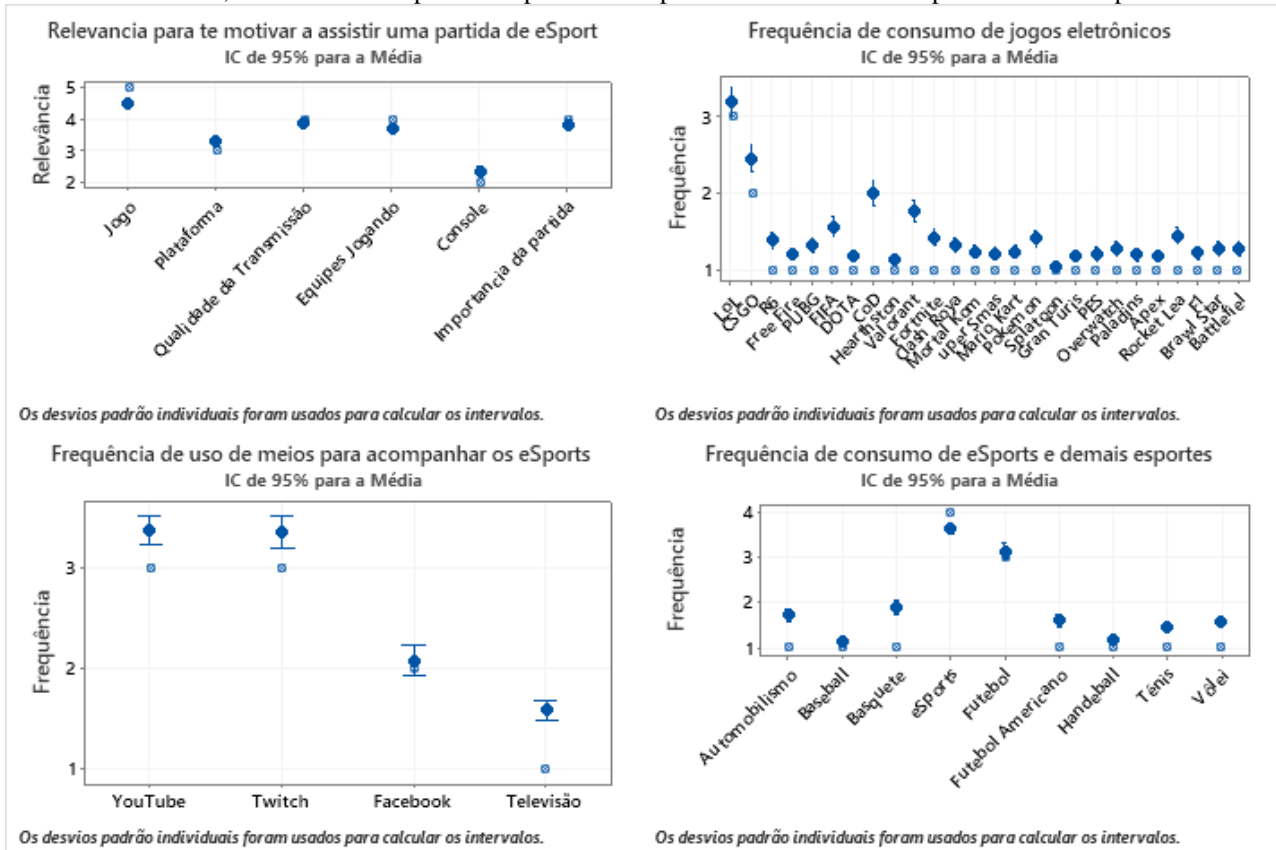 Relevancia para te motivar a assistir uma partida de eSport
IC de 95% para a Média
Relevância
5
4
3
2
Jogo
Plataforma
Qualidade da Transmissão
Equipes Jogando
Console
Importancia da partida
Os desvios padrão individuais foram usados para calcular os intervalos.
Frequência de consumo de jogos eletrônicos
IC de 95% para a Média
Frequência
3
2
1
LoL
CSGO
R6
Free Fire
PUBG
FIFA
DOTA
CoD
Hearthston
Valorant
Fortnite
Clash Roya
Mortal Kom
uper Smas
Mario Kart
Pokemon
Splatoon
Gran Turis
PES
Overwatch
Paladins
Apex
Rocket Lea
F1
Brawl Star
Battlefiel
Os desvios padrão individuais foram usados para calcular os intervalos.
Frequência de uso de meios para acompanhar os eSports
IC de 95% para a Média
Frequência
3
2
1
YouTube
Twitch
Facebook
Televisão
Os desvios padrão individuais foram usados para calcular os intervalos.
Frequência de consumo de eSports e demais esportes
IC de 95% para a Média
Frequência
4
3
2
1
Automobilismo
Baseball
Basquete
eSports
Futebol
Futebol Americano
Handeball
Tênis
Vôlei
Os desvios padrão individuais foram usados para calcular os intervalos.